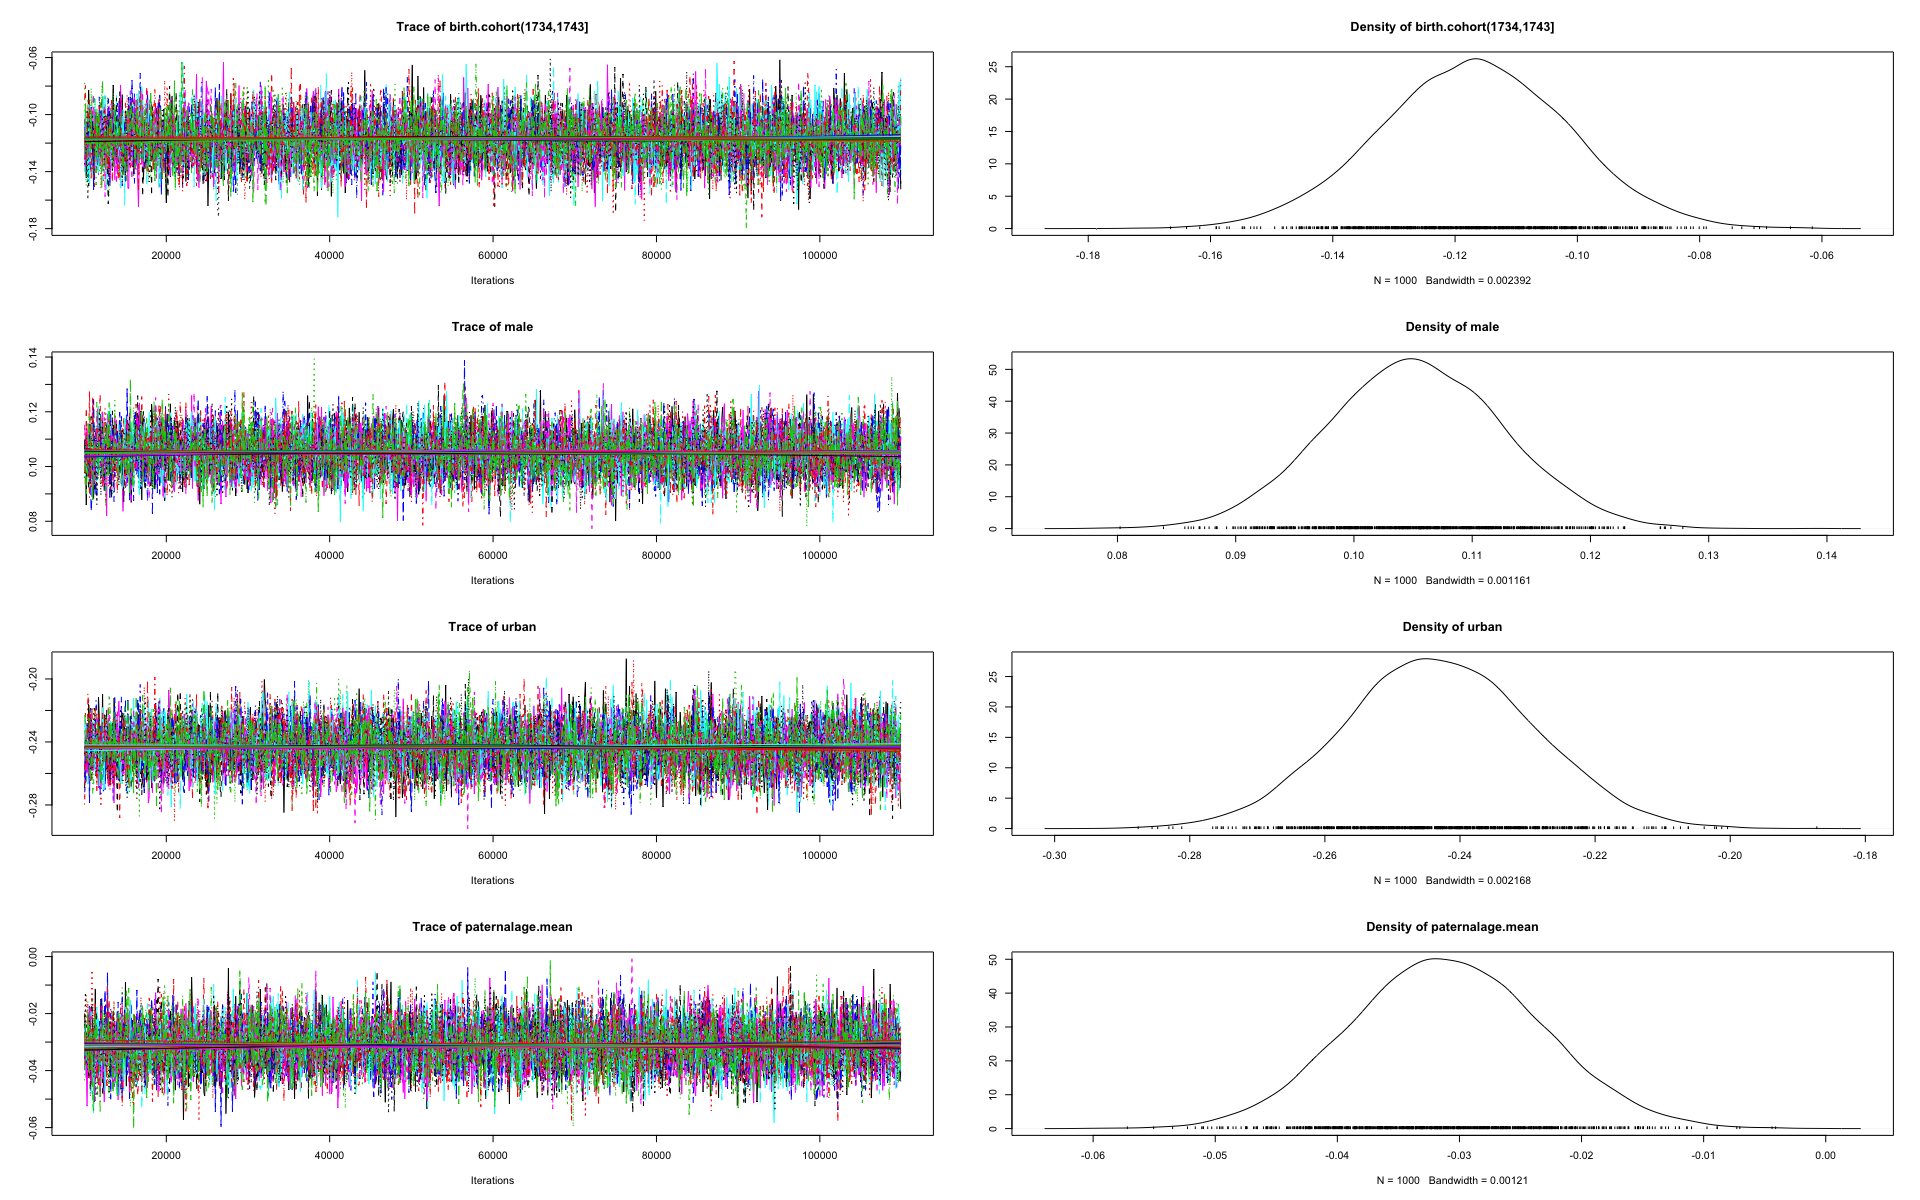 Trace of birth.cohort(1734,1743]
-0.06
-0.10
-0.14
-0.18
20000 40000 60000 80000 100000
Iterations
Density of birth.cohort(1734,1743]
25
20
15
10
5
0
-0.18 -0.16 -0.14 -0.12 -0.10 -0.08 -0.06
N = 1000 Bandwidth = 0.002392
Trace of male
0.14
0.12
0.10
0.08
20000 40000 60000 80000 100000
Iterations
Density of male
50
40
30
20
10
0
0.08 0.09 0.10 0.11 0.12 0.13 0.14
N = 1000 Bandwidth = 0.001161
Trace of urban
-0.20
-0.24
-0.28
20000 40000 60000 80000 100000
Iterations
Density of urban
25
20
15
10
5
0
-0.30 -0.28 -0.26 -0.24 -0.22 -0.20 -0.18
N = 1000 Bandwidth = 0.002168
Trace of paternalage.mean
0.00
-0.02
-0.04
-0.06
20000 40000 60000 80000 100000
Iterations
Density of paternalage.mean
50
40
30
20
10
0
-0.06 -0.05 -0.04 -0.03 -0.02 -0.01 0.00
N = 1000 Bandwidth = 0.00121